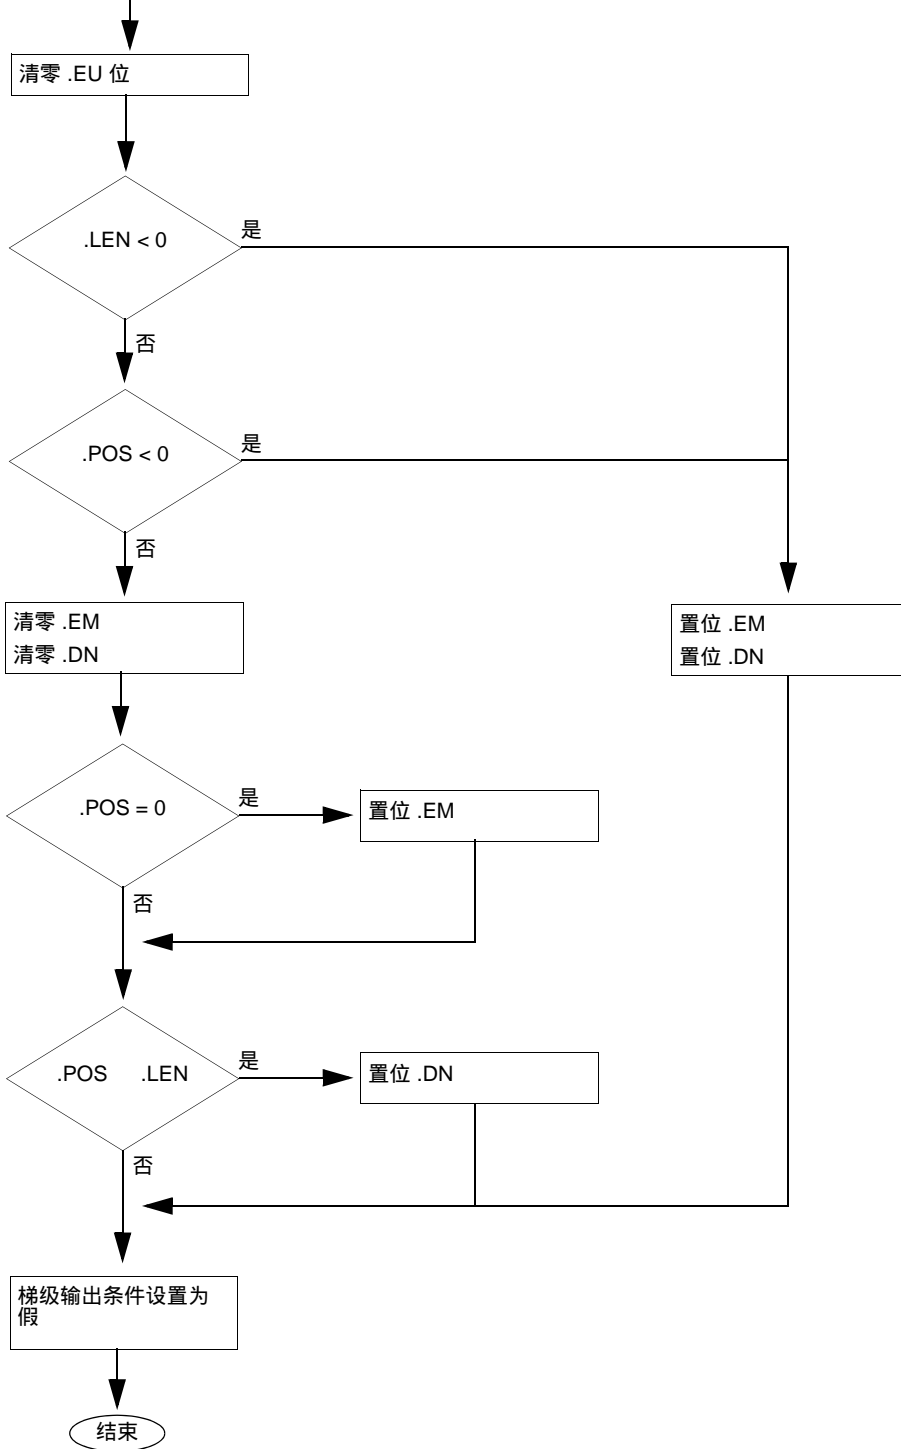 清零 .EU 位
.LEN < 0
是
否
.POS < 0
是
否
清零 .EM
清零 .DN
置位 .EM
置位 .DN
.POS = 0
是
置位 .EM
否
.POS .LEN
是
置位 .DN
否
梯级输出条件设置为
假
结束